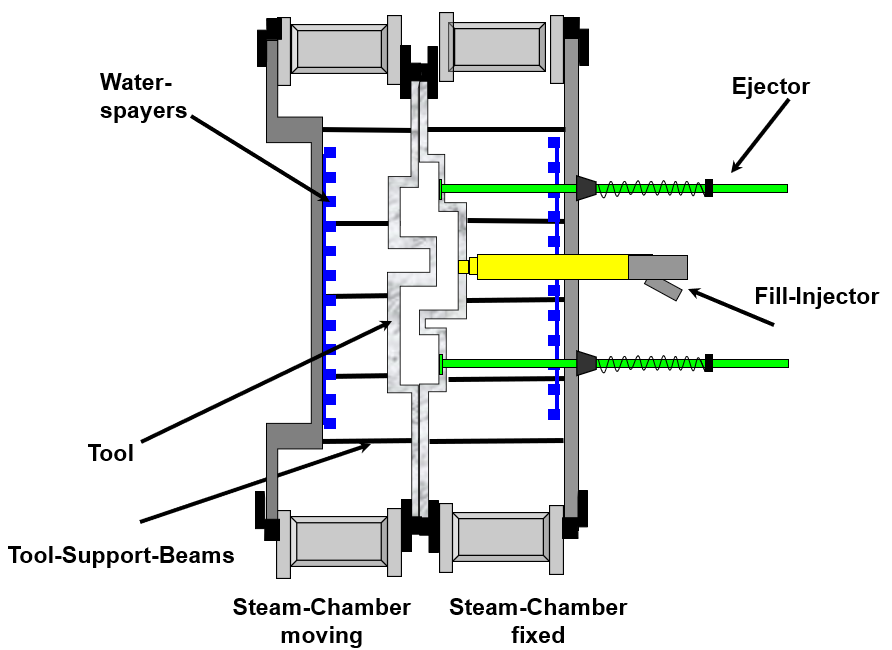 Water-
spayers
Ejector
Fill-Injector
Tool
Tool-Support-Beams
Steam-Chamber
moving
Steam-Chamber
fixed